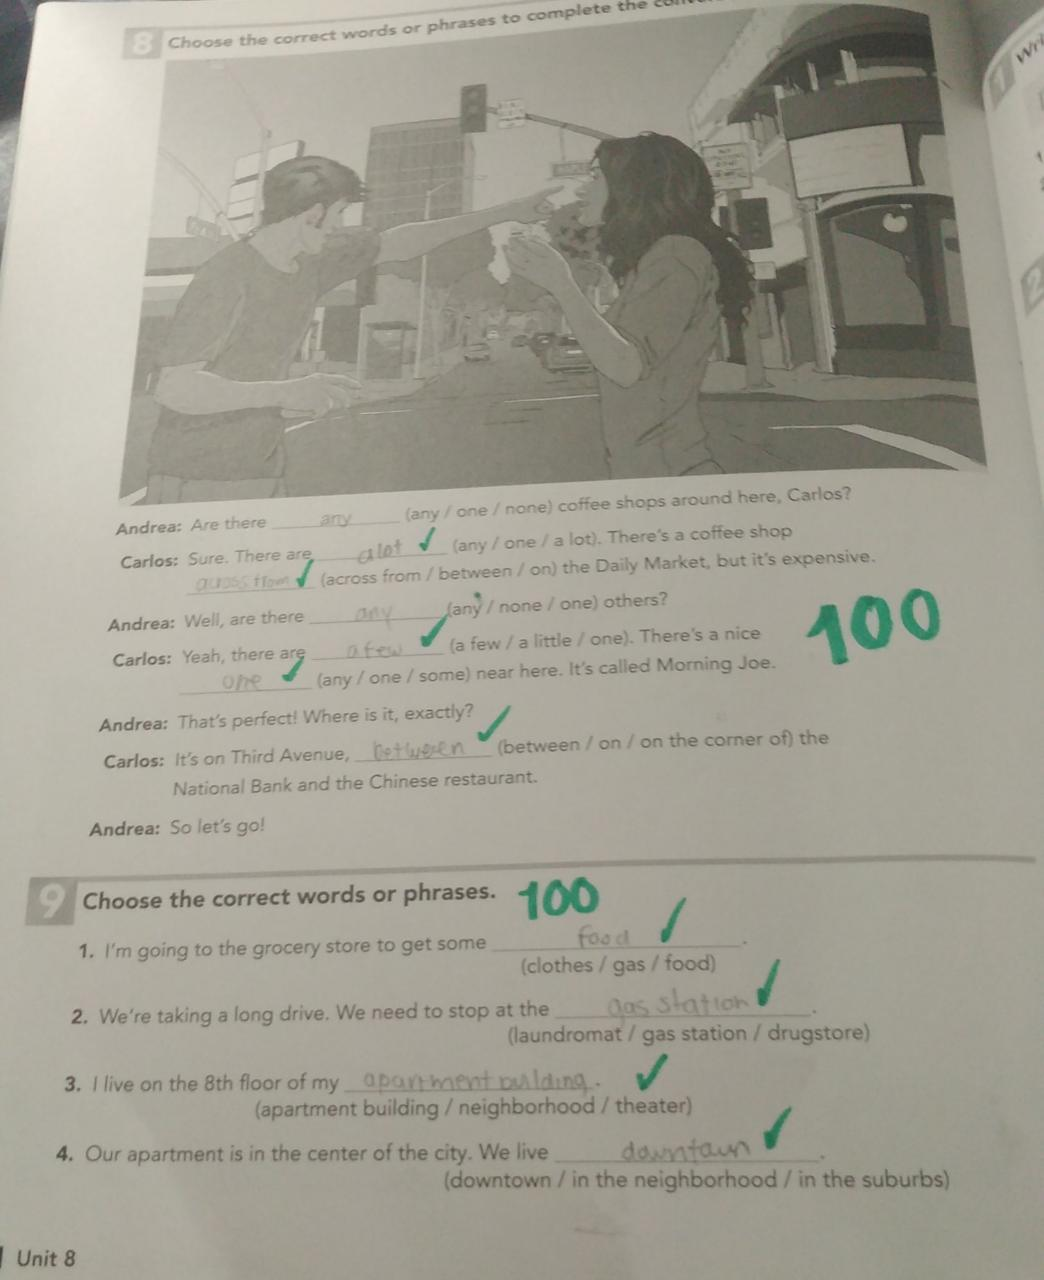 8 Choose the correct words or phrases to complete the
Andrea: Are there any (any / one / none) coffee shops around here, Carlos?
Carlos: Sure. There are a lot (any / one / a lot). There's a coffee shop
across from (across from / between / on) the Daily Market, but it's expensive.
Andrea: Well, are there any (any / none / one) others?
Carlos: Yeah, there are a few (a few / a little / one). There's a nice
one (any / one / some) near here. It's called Morning Joe.
100
Andrea: That's perfect! Where is it, exactly?
Carlos: It's on Third Avenue, between (between / on / on the corner of) the
National Bank and the Chinese restaurant.
Andrea: So let's go!
9 Choose the correct words or phrases. 100
1. I'm going to the grocery store to get some food.
(clothes / gas / food)
2. We're taking a long drive. We need to stop at the gas station.
(laundromat / gas station / drugstore)
3. I live on the 8th floor of my apartment building.
(apartment building / neighborhood / theater)
4. Our apartment is in the center of the city. We live downtawn.
(downtown / in the neighborhood / in the suburbs)
Unit 8
1
2